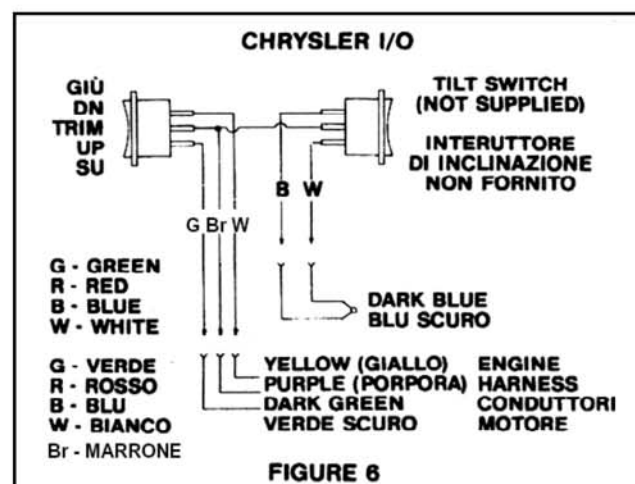 CHRYSLER I/O
GIÙ
DN
TRIM
UP
SU
TILT SWITCH
(NOT SUPPLIED)
INTERUTTORE
DI INCLINAZIONE
NON FORNITO
B W
G Br W
G - GREEN
R - RED
B - BLUE
W - WHITE
DARK BLUE
BLU SCURO
G - VERDE
R - ROSSO
B - BLU
W - BIANCO
Br - MARRONE
YELLOW (GIALLO) ENGINE
PURPLE (PORPORA) HARNESS
DARK GREEN CONDUTTORI
VERDE SCURO MOTORE
FIGURE 6